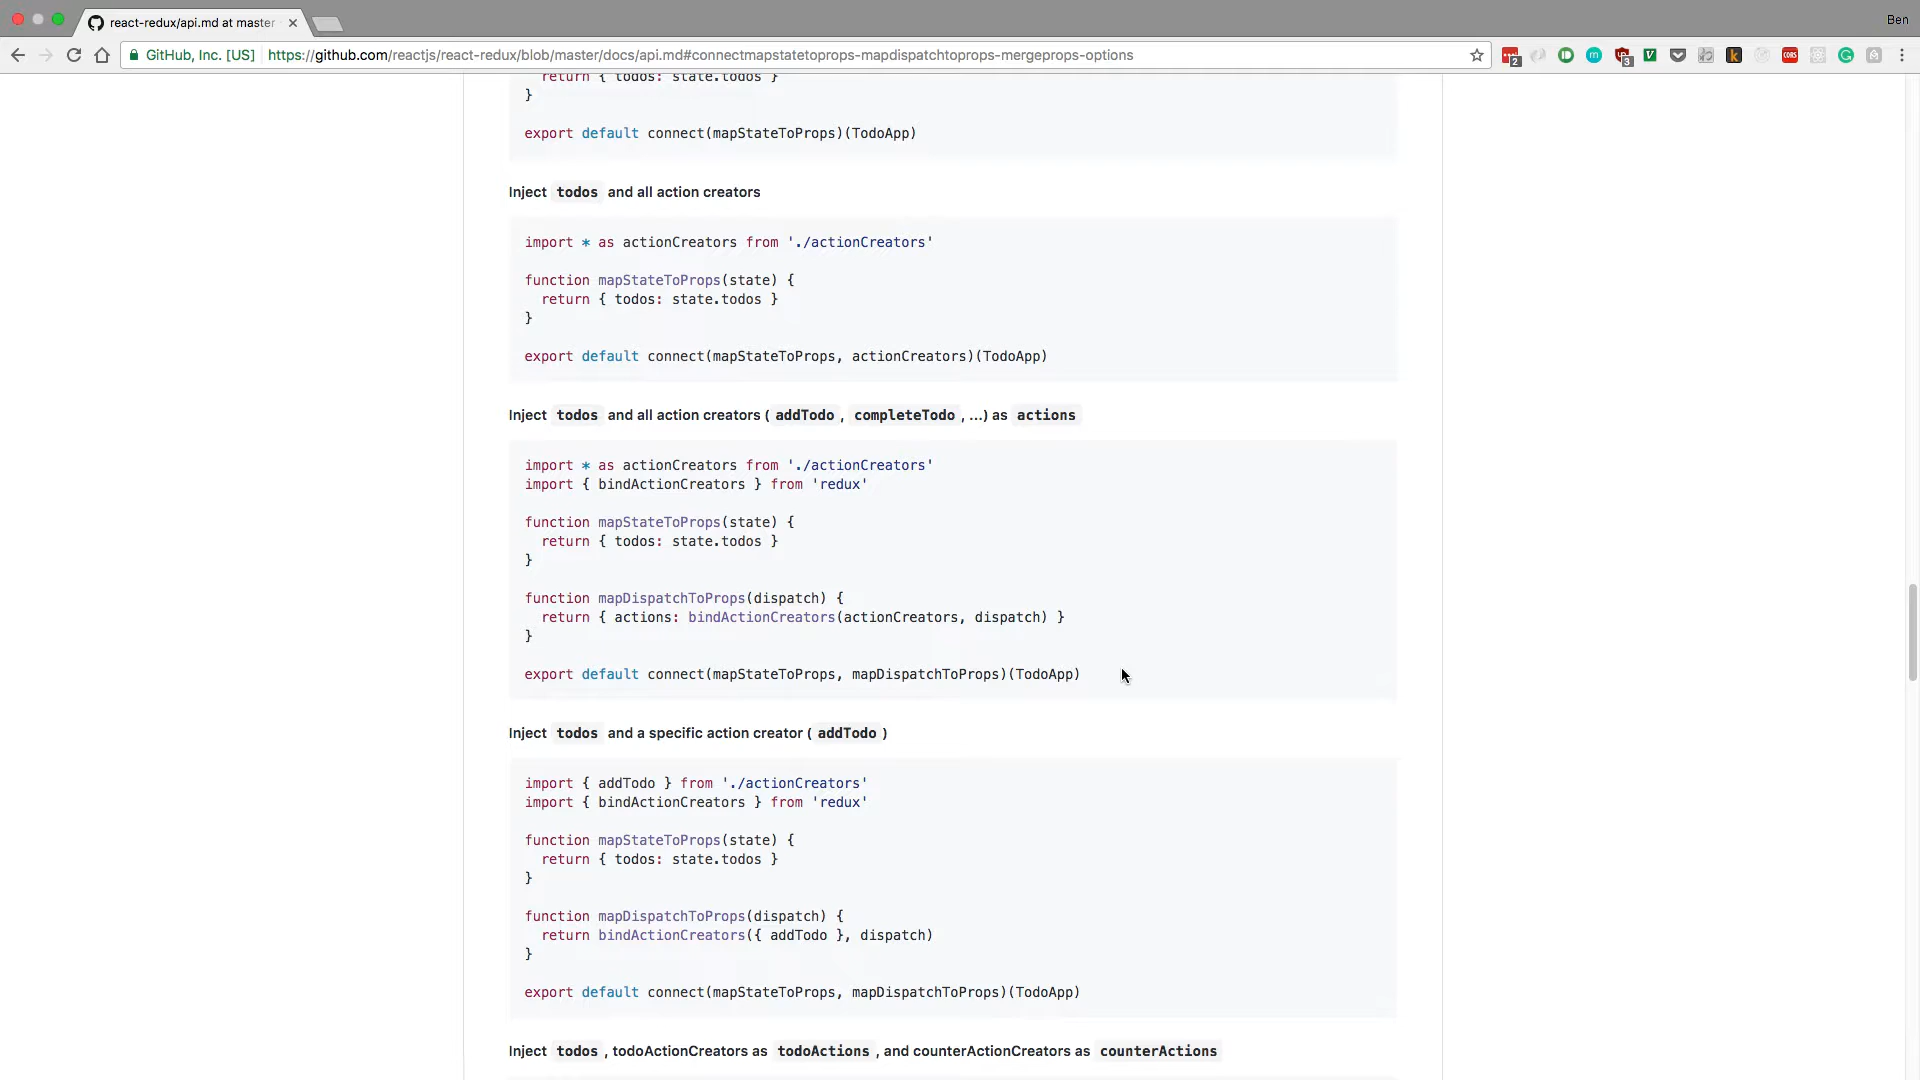 react-redux/api.md at master
Ben
GitHub, Inc. [US] https://github.com/reactjs/react-redux/blob/master/docs/api.md#connectmapstatetoprops-mapdispatchtoprops-mergeprops-options
return { todos: state.todos }
}
export default connect(mapStateToProps)(TodoApp)
Inject todos and all action creators
import * as actionCreators from './actionCreators'
function mapStateToProps(state) {
return { todos: state.todos }
}
export default connect(mapStateToProps, actionCreators)(TodoApp)
Inject todos and all action creators ( addTodo , completeTodo , ...) as actions
import * as actionCreators from './actionCreators'
import { bindActionCreators } from 'redux'
function mapStateToProps(state) {
return { todos: state.todos }
}
function mapDispatchToProps(dispatch) {
return { actions: bindActionCreators(actionCreators, dispatch) }
}
export default connect(mapStateToProps, mapDispatchToProps)(TodoApp)
Inject todos and a specific action creator ( addTodo )
import { addTodo } from './actionCreators'
import { bindActionCreators } from 'redux'
function mapStateToProps(state) {
return { todos: state.todos }
}
function mapDispatchToProps(dispatch) {
return bindActionCreators({ addTodo }, dispatch)
}
export default connect(mapStateToProps, mapDispatchToProps)(TodoApp)
Inject todos , todoActionCreators as todoActions , and counterActionCreators as counterActions